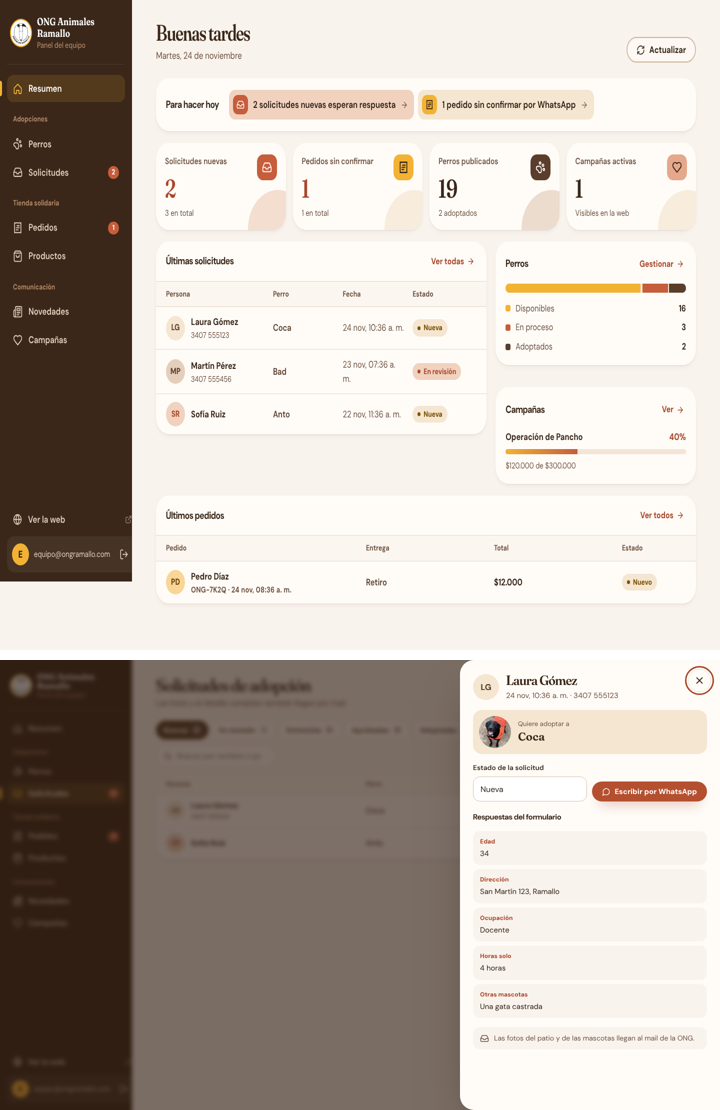 ONG Animales
Ramallo
Panel del equipo
Resumen
Adopciones
Perros
Solicitudes 2
Tienda solidaria
Pedidos 1
Productos
Comunicación
Novedades
Campañas
Ver la web
E equipo@ongramallo.com
Buenas tardes
Martes, 24 de noviembre
Actualizar
Para hacer hoy
2 solicitudes nuevas esperan respuesta →
1 pedido sin confirmar por WhatsApp →
Solicitudes nuevas
2
3 en total
Pedidos sin confirmar
1
1 en total
Perros publicados
19
2 adoptados
Campañas activas
1
Visibles en la web
Últimas solicitudes
Ver todas →
Persona Perro Fecha Estado
LG Laura Gómez Coca 24 nov, 10:36 a. m. Nueva
3407 555123
MP Martín Pérez Bad 23 nov, 07:36 a. m. En revisión
3407 555456
SR Sofía Ruiz Anto 22 nov, 11:36 a. m. Nueva
Perros
Gestionar →
Disponibles 16
En proceso 3
Adoptados 2
Campañas
Ver →
Operación de Pancho 40%
$120.000 de $300.000
Últimos pedidos
Ver todos →
Pedido Entrega Total Estado
PD Pedro Díaz Retiro $12.000 Nuevo
ONG-7K2Q · 24 nov, 08:36 a. m.
Solicitudes de adopción
LG Laura Gómez
24 nov, 10:36 a. m. · 3407 555123
Quiere adoptar a
Coca
Estado de la solicitud
Nueva
Escribir por WhatsApp
Respuestas del formulario
Edad
34
Dirección
San Martín 123, Ramallo
Ocupación
Docente
Horas solo
4 horas
Otras mascotas
Una gata castrada
Las fotos del patio y de las mascotas llegan al mail de la ONG.